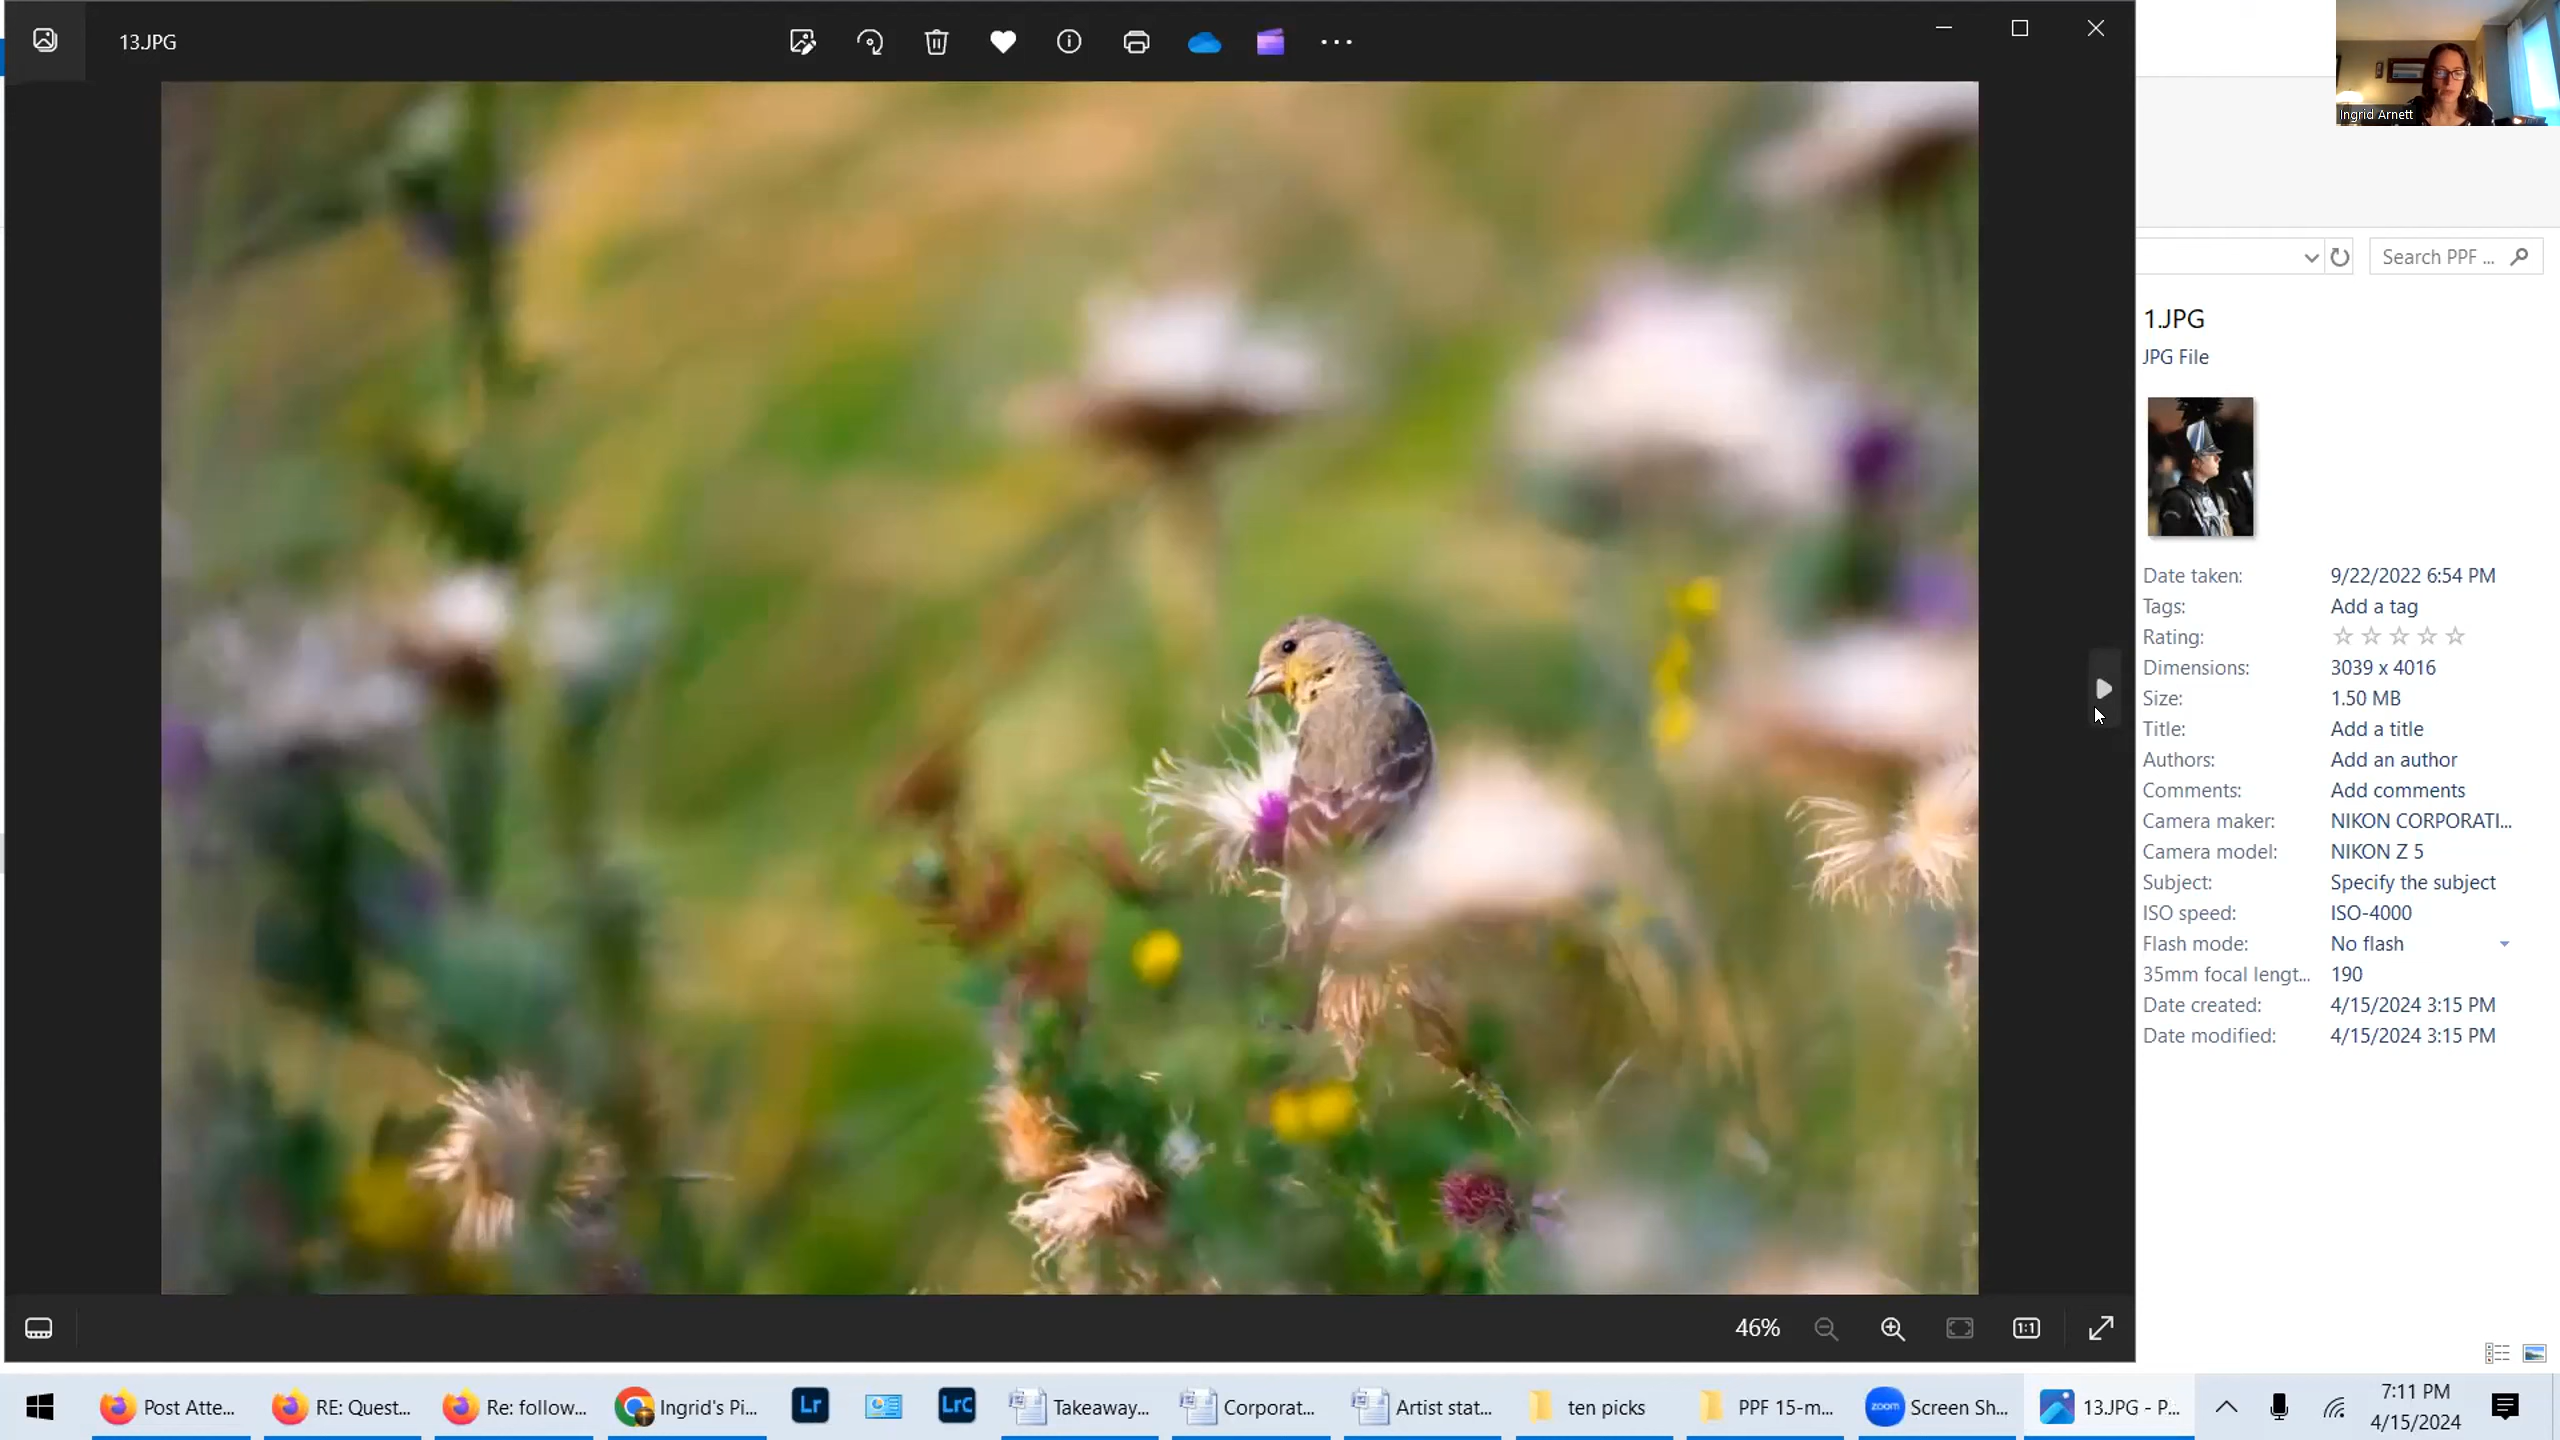 13.JPG
Ingrid Arnett
Search PPF ...
1.JPG
JPG File
Date taken: 9/22/2022 6:54 PM
Tags: Add a tag
Rating: ☆ ☆ ☆ ☆ ☆
Dimensions: 3039 x 4016
Size: 1.50 MB
Title: Add a title
Authors: Add an author
Comments: Add comments
Camera maker: NIKON CORPORATI...
Camera model: NIKON Z 5
Subject: Specify the subject
ISO speed: ISO-4000
Flash mode: No flash
35mm focal lengt... 190
Date created: 4/15/2024 3:15 PM
Date modified: 4/15/2024 3:15 PM
46% 1:1
Post Atte... RE: Quest... Re: follow... Ingrid's Pi... Lr LrC Takeaway... Corporat... Artist stat... ten picks PPF 15-m... zoom Screen Sh... 13.JPG - P... 7:11 PM
4/15/2024